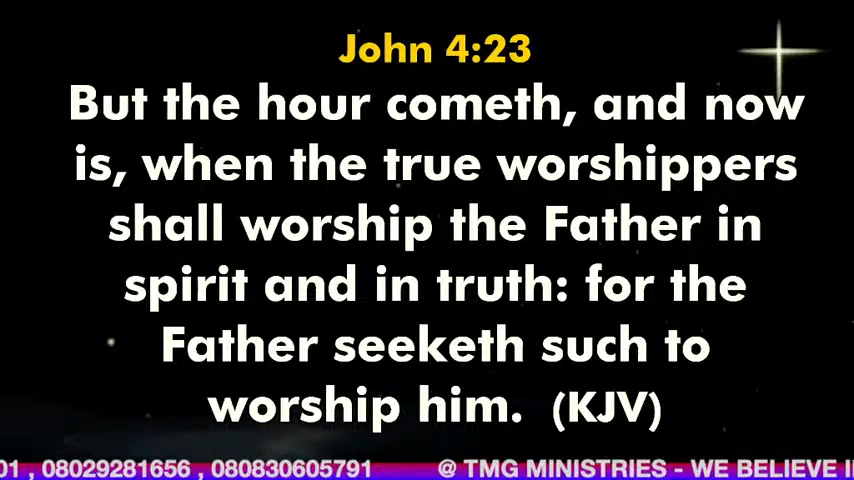 John 4:23
But the hour cometh, and now
is, when the true worshippers
shall worship the Father in
spirit and in truth: for the
Father seeketh such to
worship him. (KJV)
01 , 08029281656 , 080830605791 @ TMG MINISTRIES - WE BELIEVE